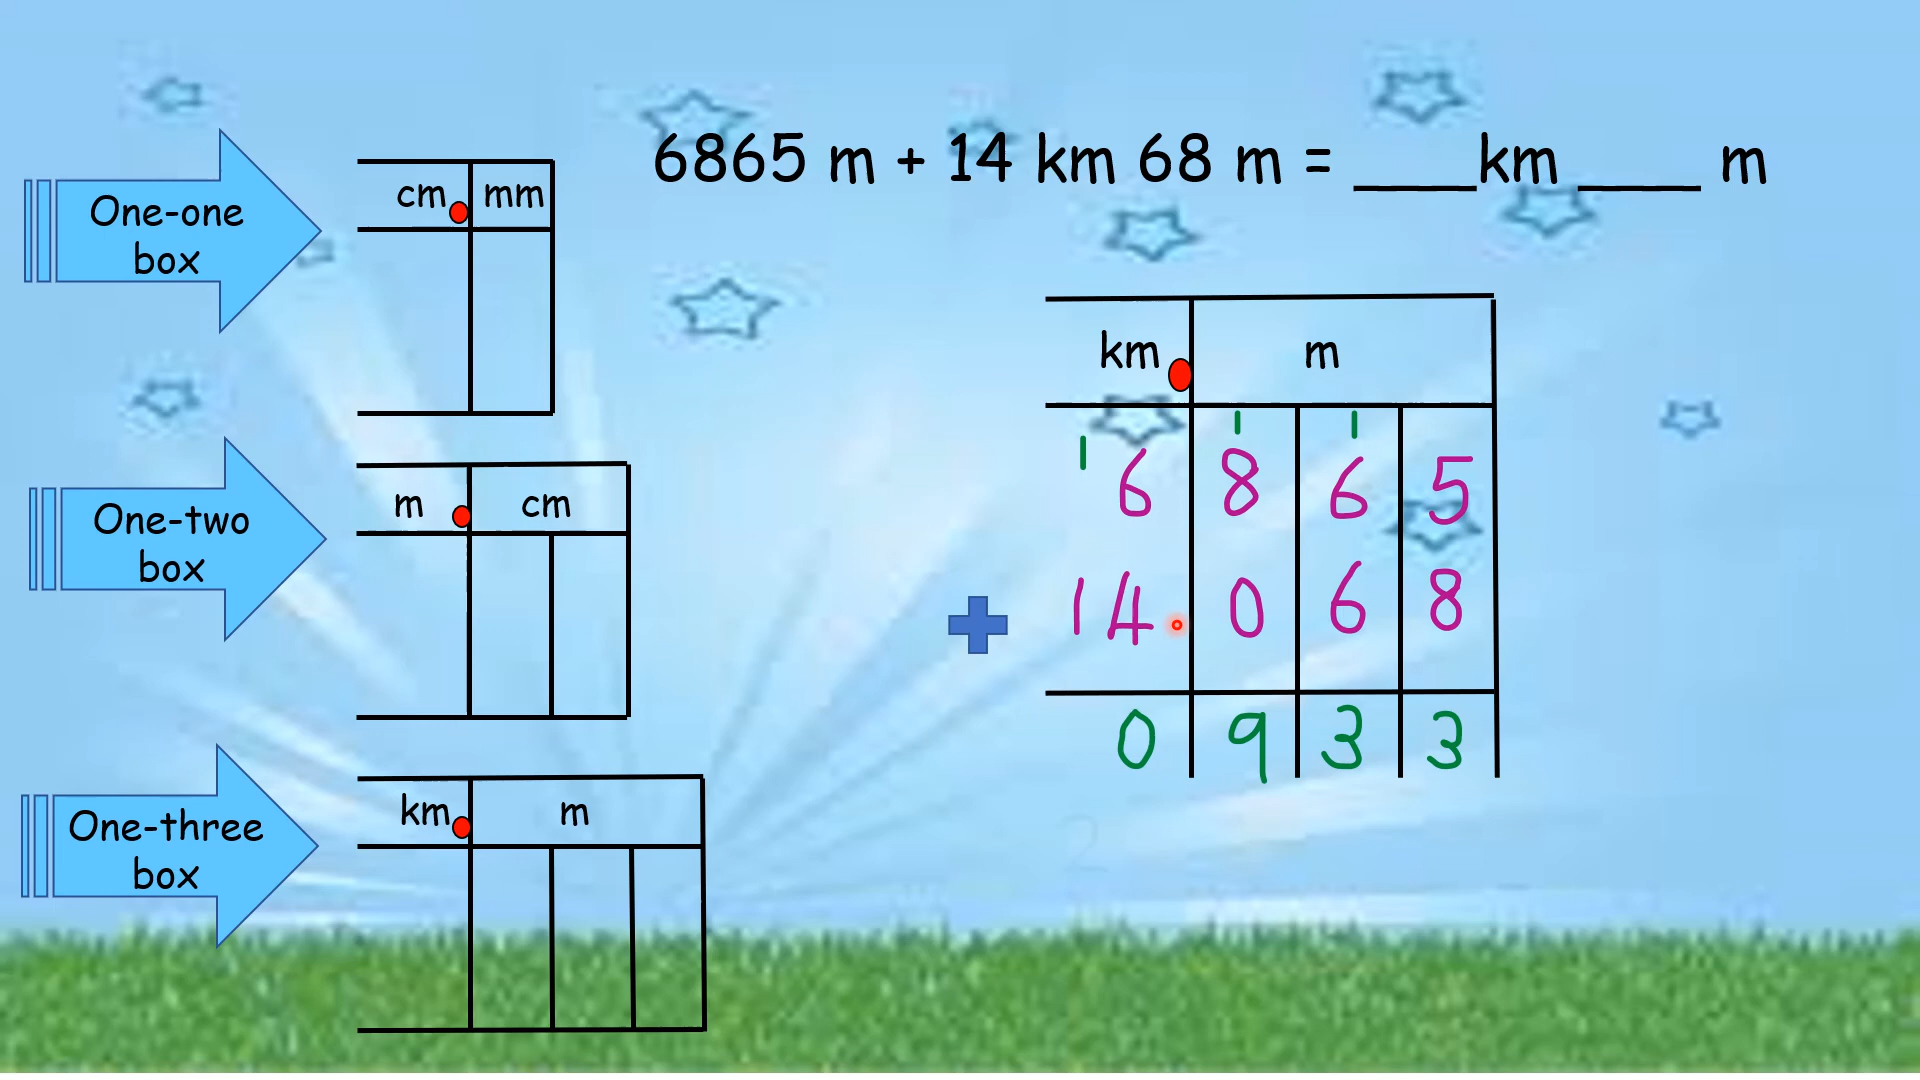 6865 m + 14 km 68 m = ____km ____ m
One-one
box
cm mm
One-two
box
m cm
One-three
box
km m
km m
1 1 1
6 8 6 5
+ 14 0 6 8
0 9 3 3